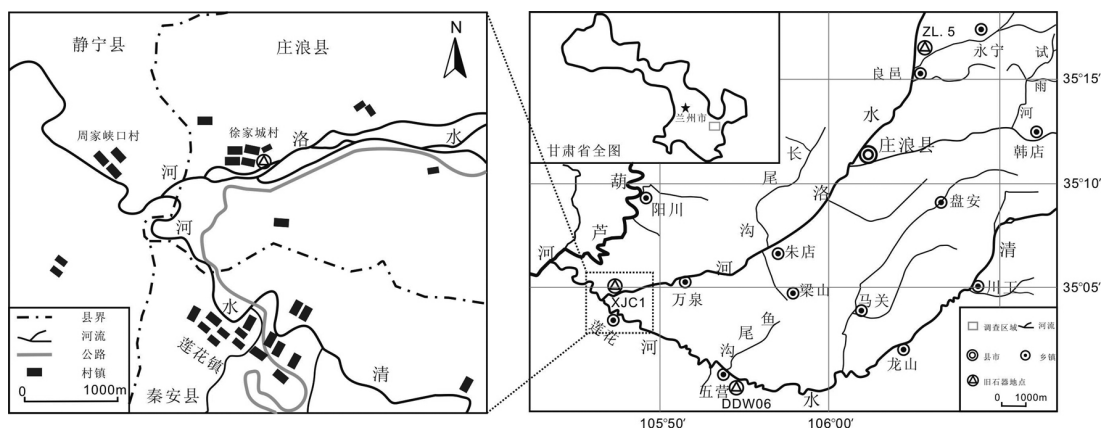 静宁县
庄浪县
N
周家峡口村
徐家城村
洛
水
河
河
水
莲花镇
清
秦安县
县界
河流
公路
村镇
0 1000m
甘肃省全图
兰州市
ZL. 5
永宁
试
雨
河
良邑
水
庄浪县
韩店
35°15′
35°10′
35°05′
长
尾
沟
洛
河
葫
芦
河
阳川
盘安
清
朱店
万泉
梁山
XJC1
莲花
河
马关
川王
鱼
尾
沟
龙山
五营
DDW06
水
调查区域
河流
县市
乡镇
旧石器地点
0 1000m
105°50′
106°00′